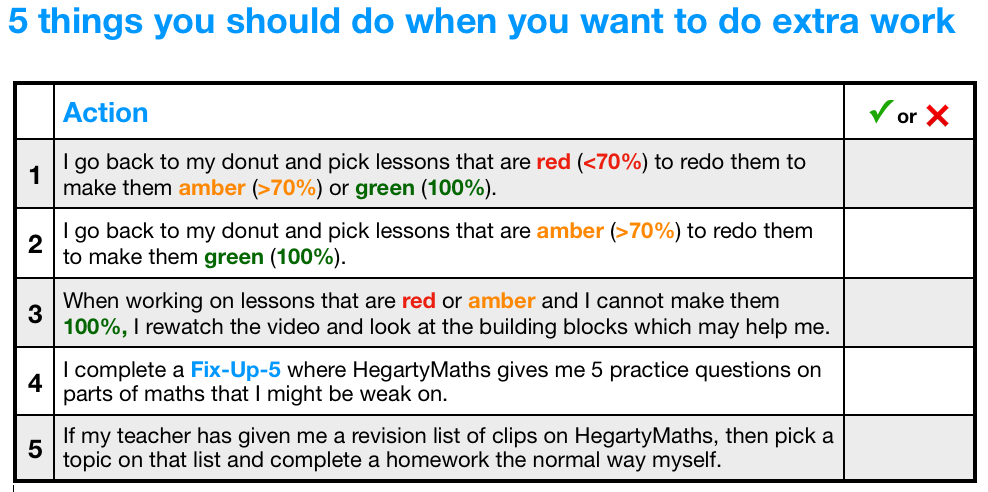 5 things you should do when you want to do extra work
Action
✓ or ✗
1
I go back to my donut and pick lessons that are red (<70%) to redo them to
make them amber (>70%) or green (100%).
2
I go back to my donut and pick lessons that are amber (>70%) to redo them
to make them green (100%).
3
When working on lessons that are red or amber and I cannot make them
100%, I rewatch the video and look at the building blocks which may help me.
4
I complete a Fix-Up-5 where HegartyMaths gives me 5 practice questions on
parts of maths that I might be weak on.
5
If my teacher has given me a revision list of clips on HegartyMaths, then pick a
topic on that list and complete a homework the normal way myself.